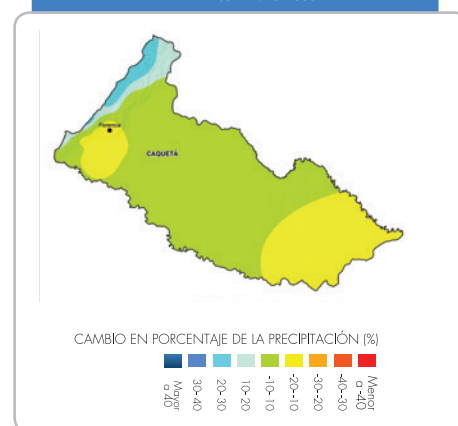 Florencia
CAQUETÁ
CAMBIO EN PORCENTAJE DE LA PRECIPITACIÓN (%)
Mayor a 40
30- 40
20- 30
10- 20
-10- 10
-20--10
-30--20
-40--30
Menor a -40